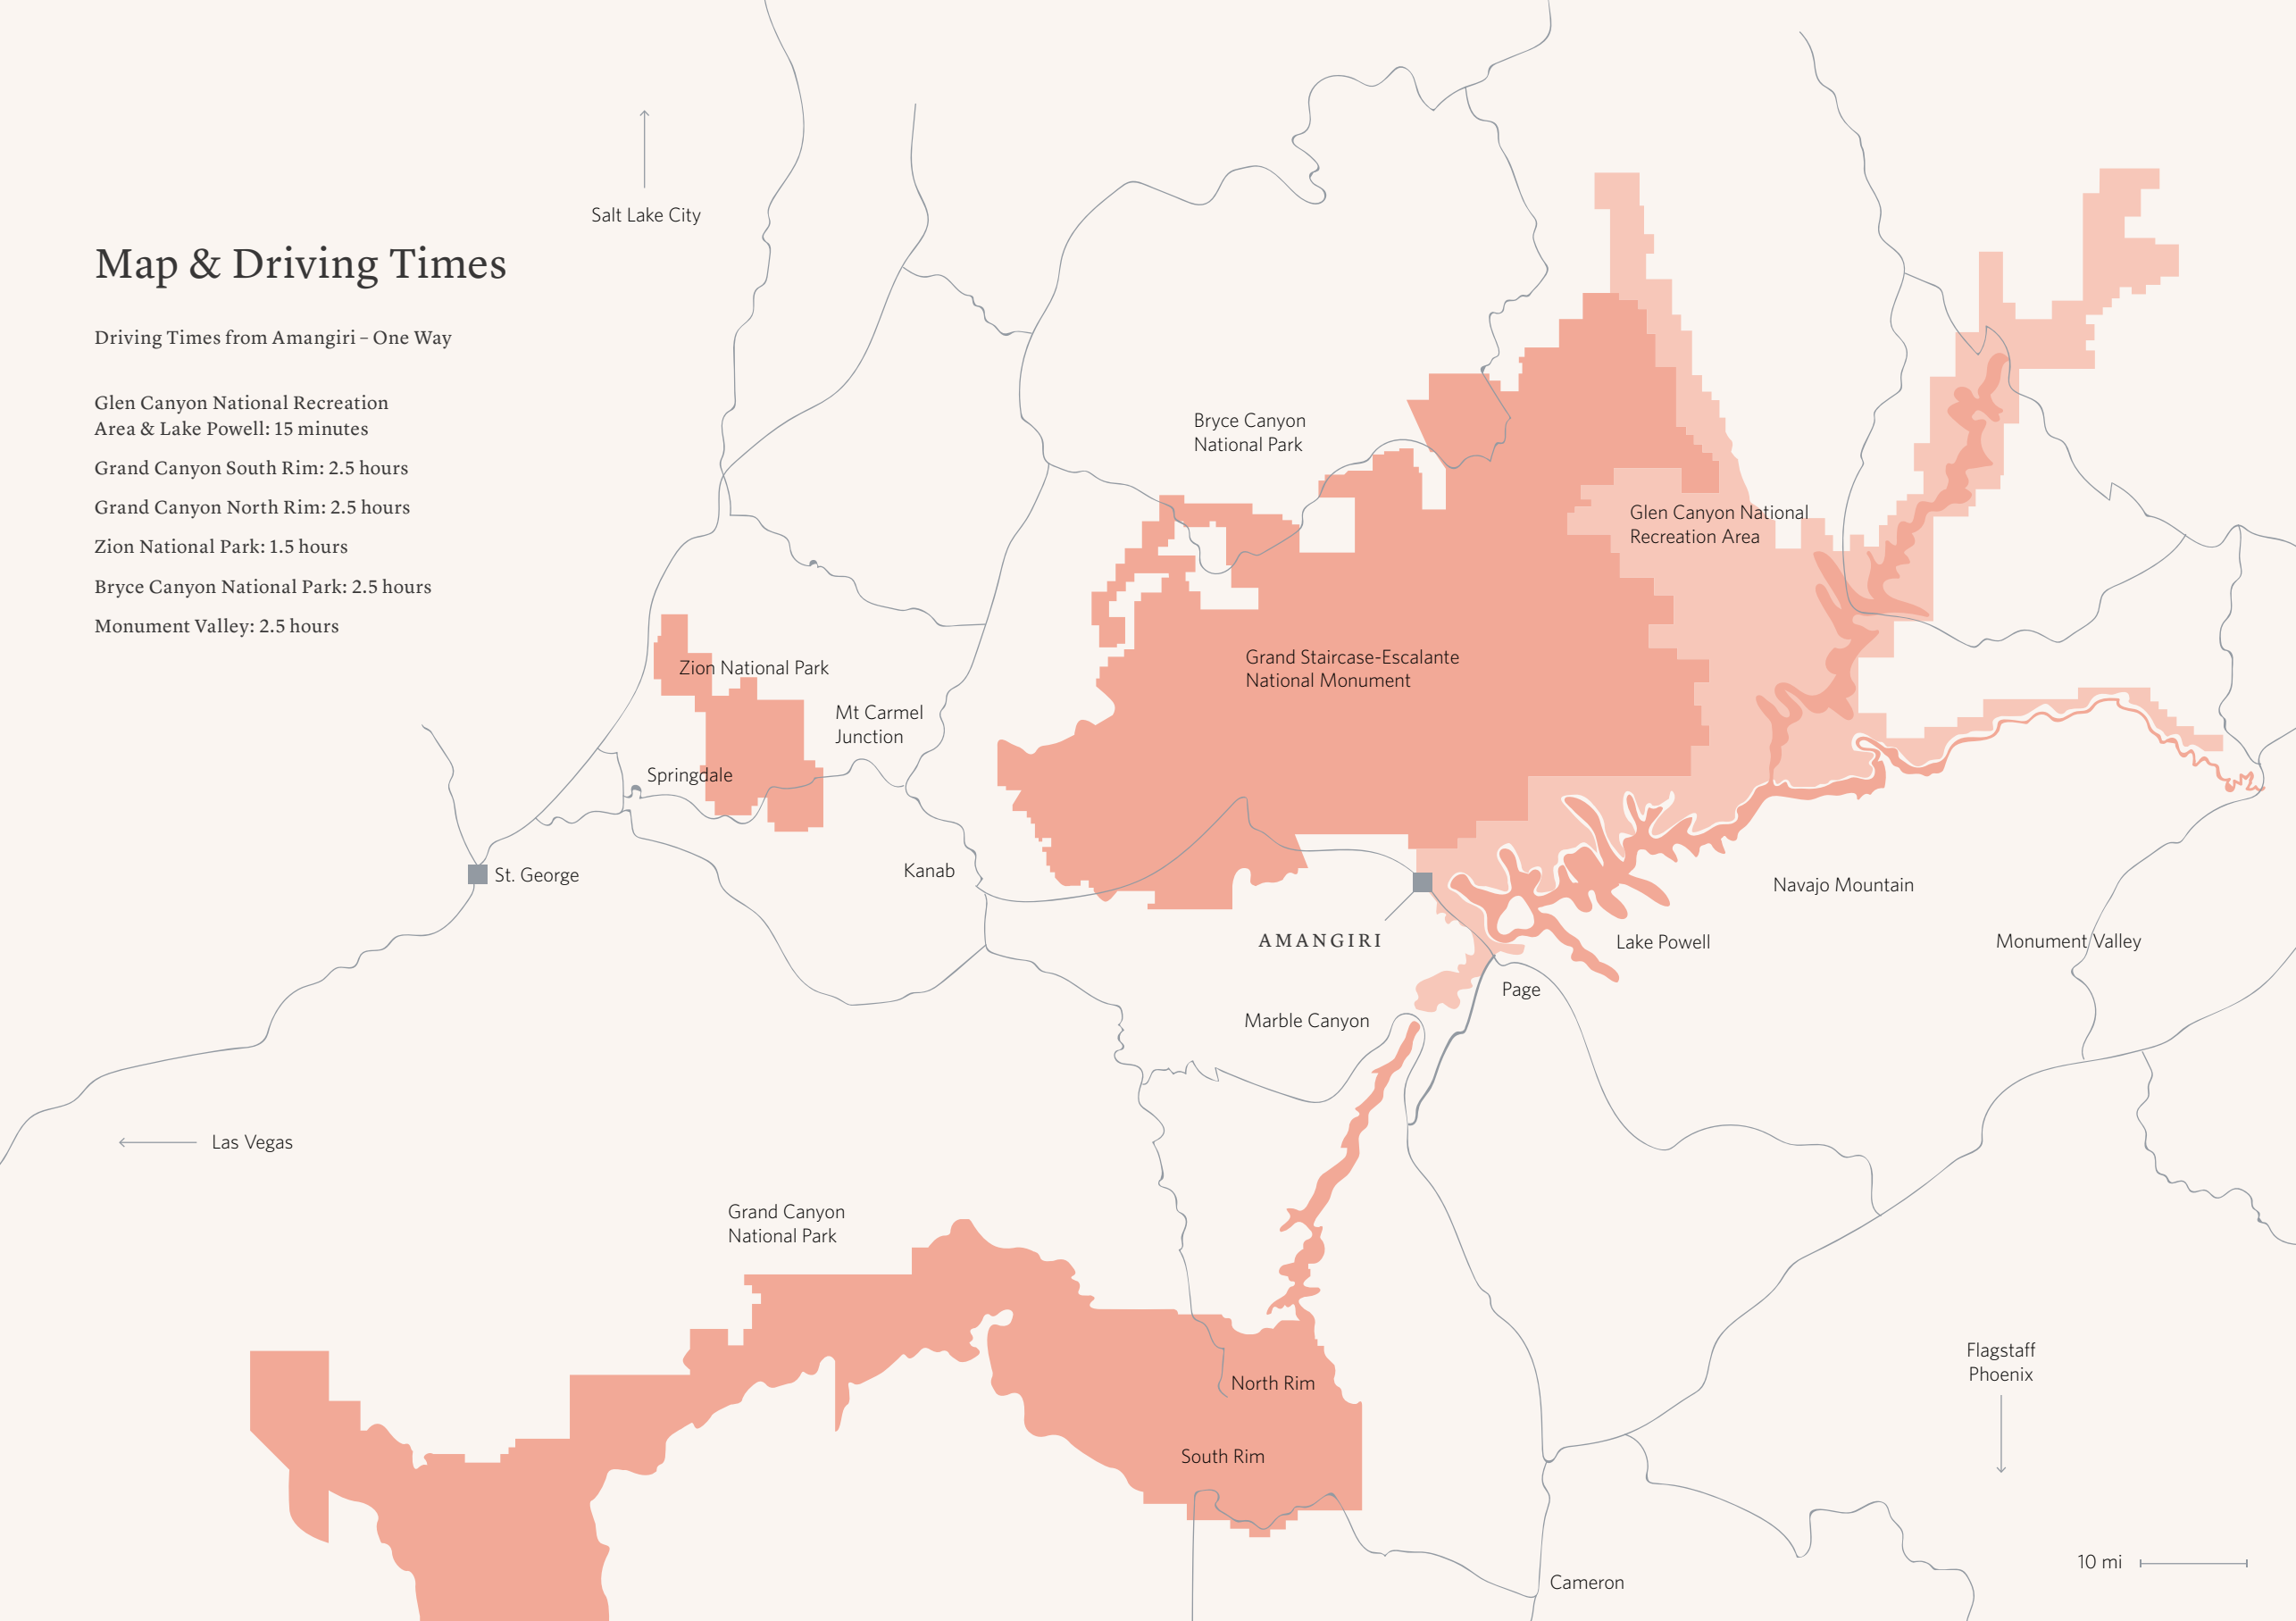 Salt Lake City
Map & Driving Times
Driving Times from Amangiri – One Way
Glen Canyon National Recreation
Area & Lake Powell: 15 minutes
Grand Canyon South Rim: 2.5 hours
Grand Canyon North Rim: 2.5 hours
Zion National Park: 1.5 hours
Bryce Canyon National Park: 2.5 hours
Monument Valley: 2.5 hours
Bryce Canyon
National Park
Glen Canyon National
Recreation Area
Grand Staircase-Escalante
National Monument
Zion National Park
Mt Carmel
Junction
Springdale
St. George
Kanab
Navajo Mountain
AMANGIRI
Lake Powell
Monument Valley
Page
Marble Canyon
Las Vegas
Grand Canyon
National Park
North Rim
South Rim
Flagstaff
Phoenix
Cameron
10 mi